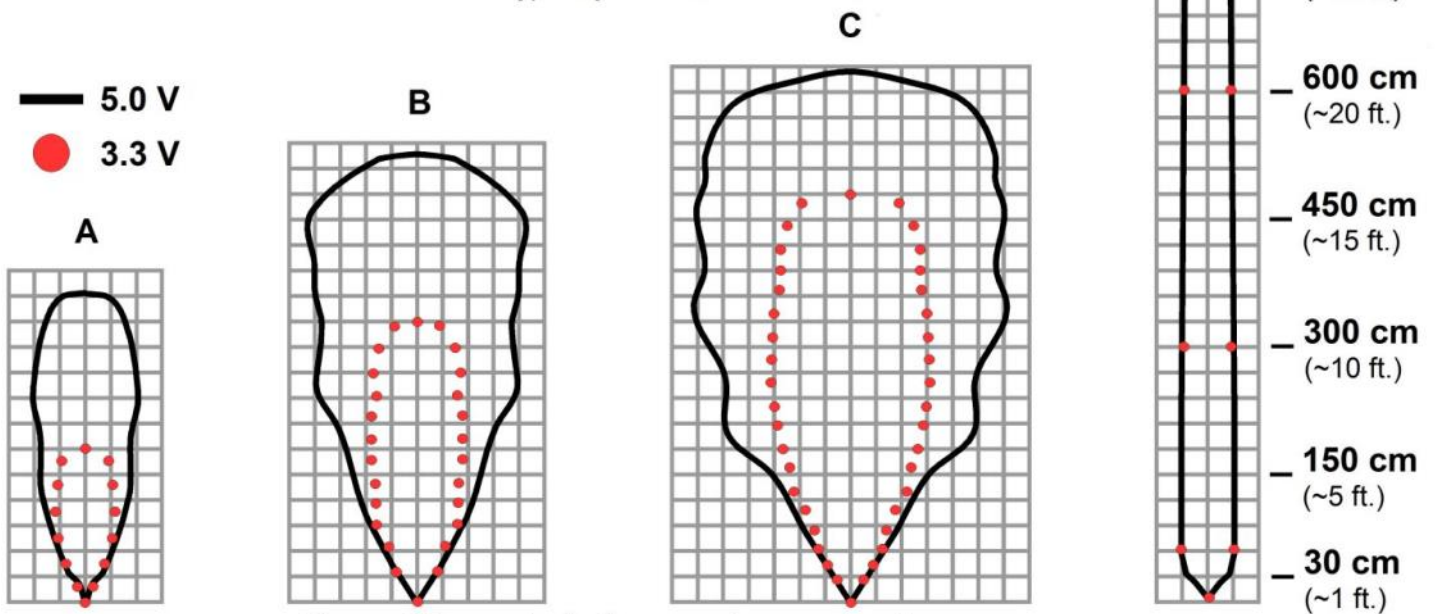 C
5.0 V
B
3.3 V
A
600 cm
(~20 ft.)
450 cm
(~15 ft.)
300 cm
(~10 ft.)
150 cm
(~5 ft.)
30 cm
(~1 ft.)